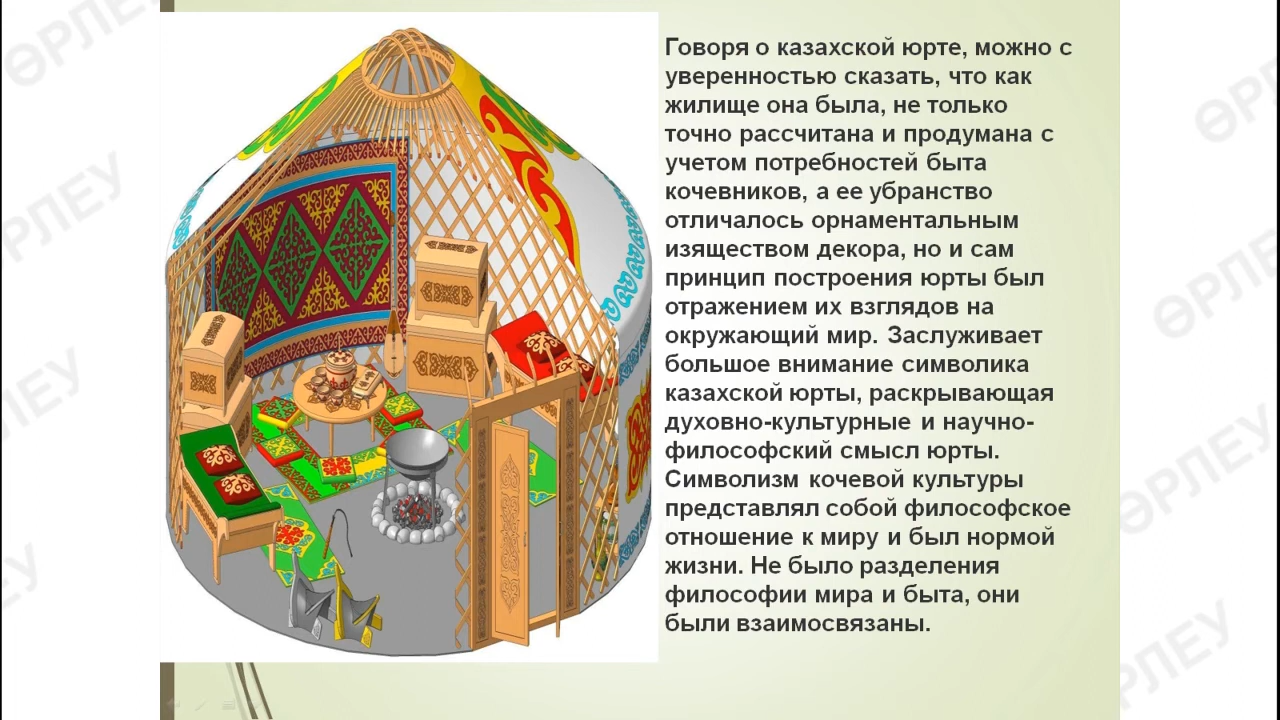 Говоря о казахской юрте, можно с
уверенностью сказать, что как
жилище она была, не только
точно рассчитана и продумана с
учетом потребностей быта
кочевников, а ее убранство
отличалось орнаментальным
изяществом декора, но и сам
принцип построения юрты был
отражением их взглядов на
окружающий мир. Заслуживает
большое внимание символика
казахской юрты, раскрывающая
духовно-культурные и научно-
философский смысл юрты.
Символизм кочевой культуры
представлял собой философское
отношение к миру и был нормой
жизни. Не было разделения
философии мира и быта, они
были взаимосвязаны.
ӨРЛЕУ
ӨРЛЕУ
ӨРЛЕУ